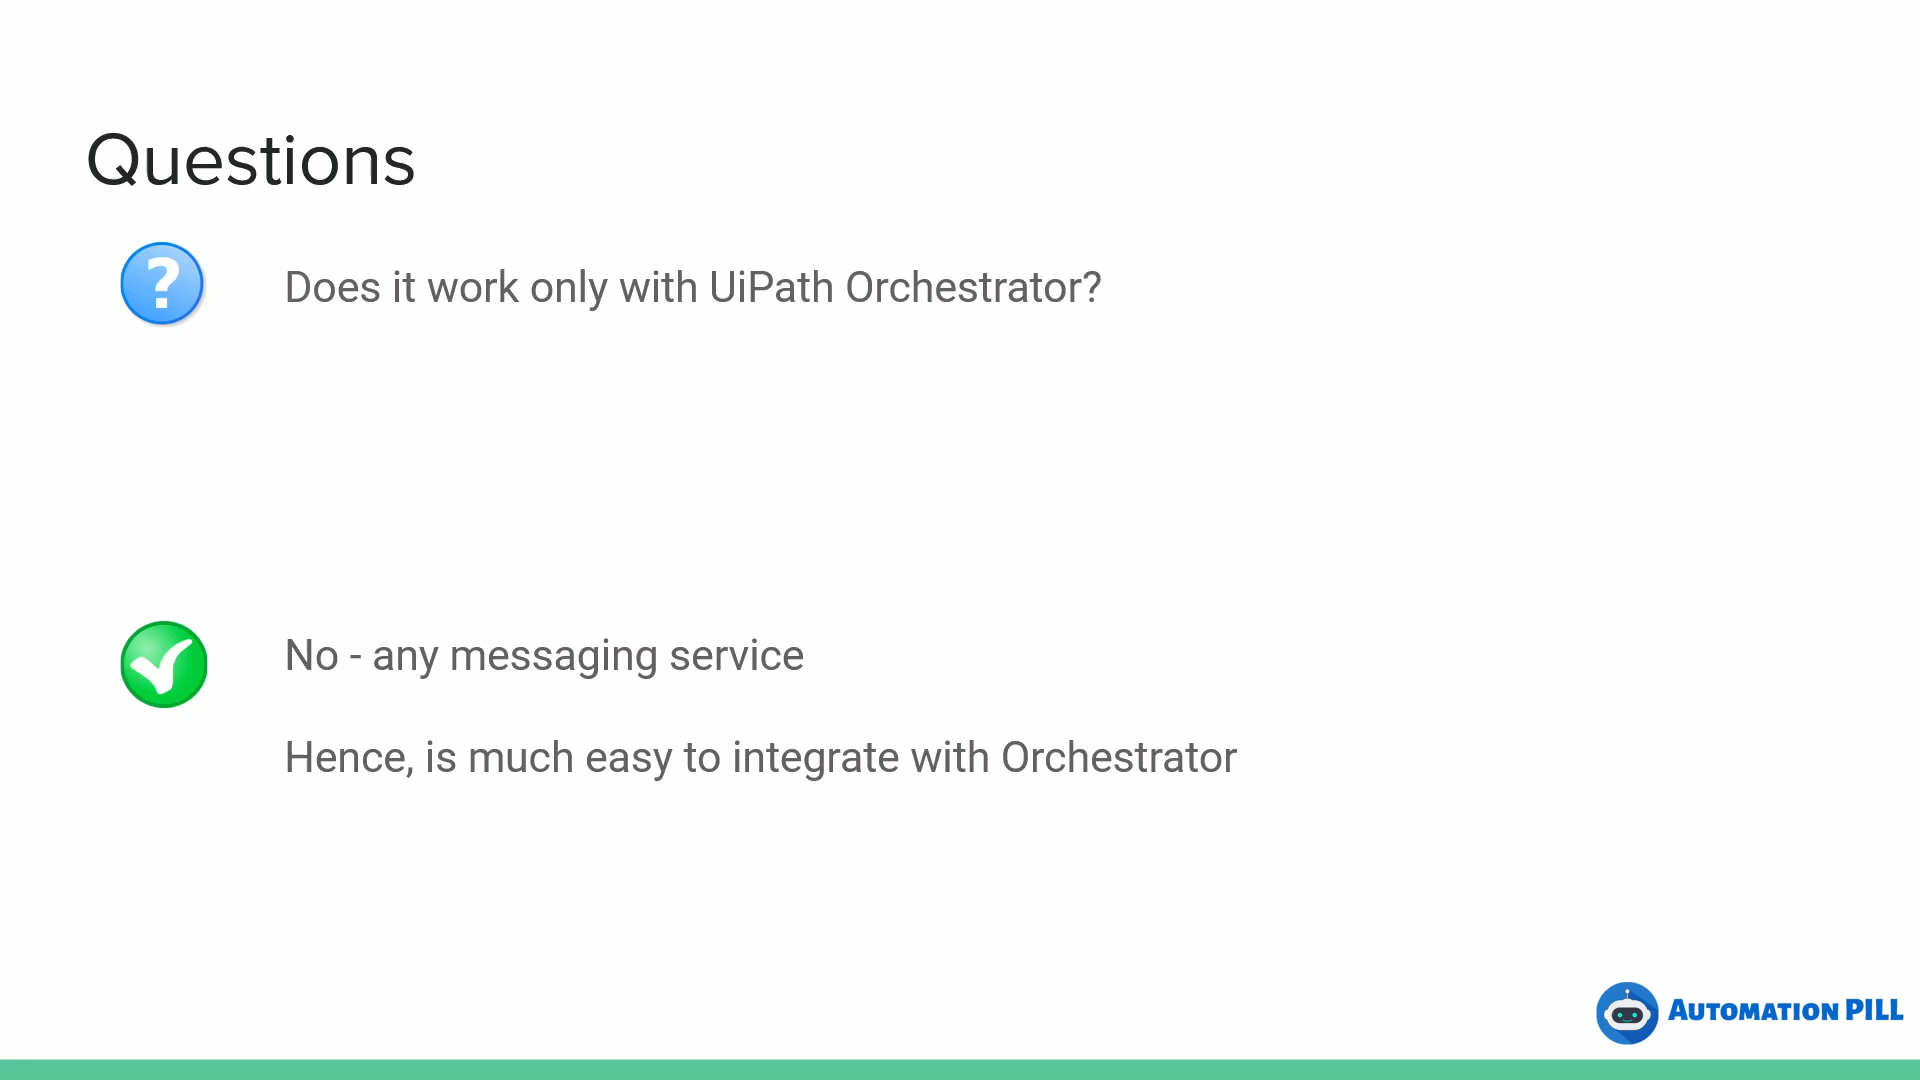 Questions
?
Does it work only with UiPath Orchestrator?
No - any messaging service
Hence, is much easy to integrate with Orchestrator
AUTOMATION PILL